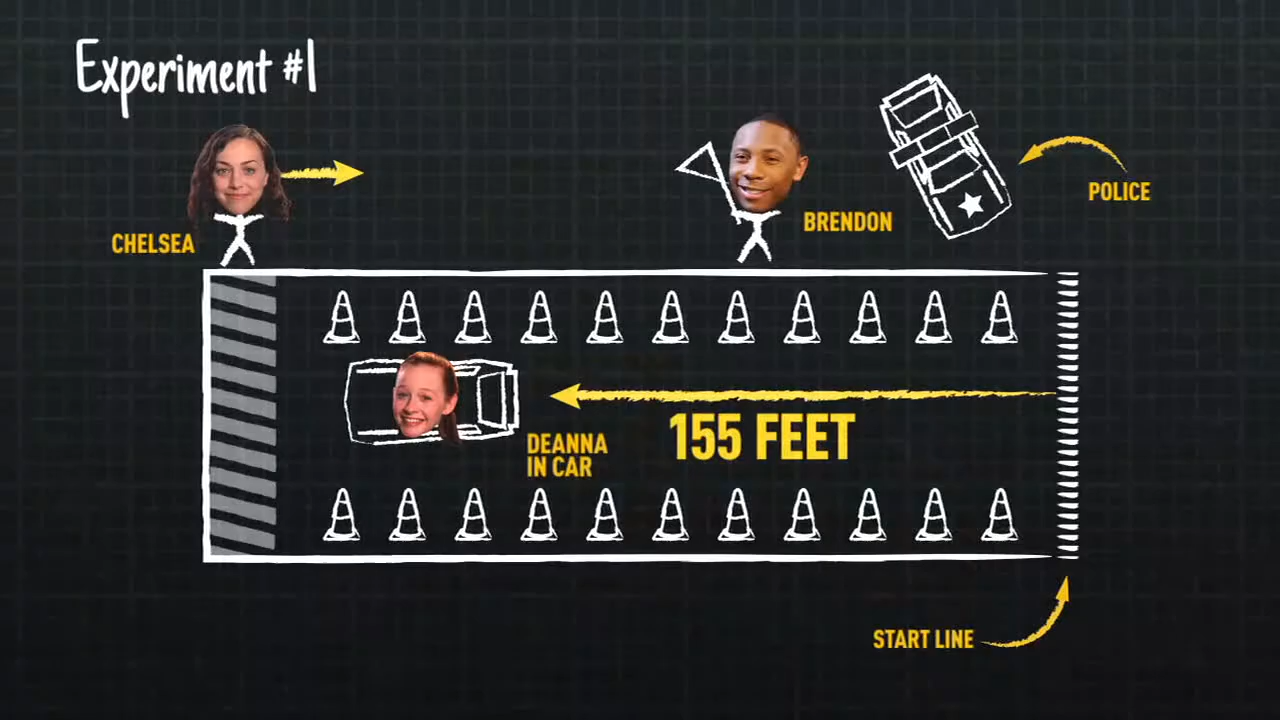 Experiment #1
POLICE
CHELSEA
BRENDON
155 FEET
DEANNA
IN CAR
START LINE